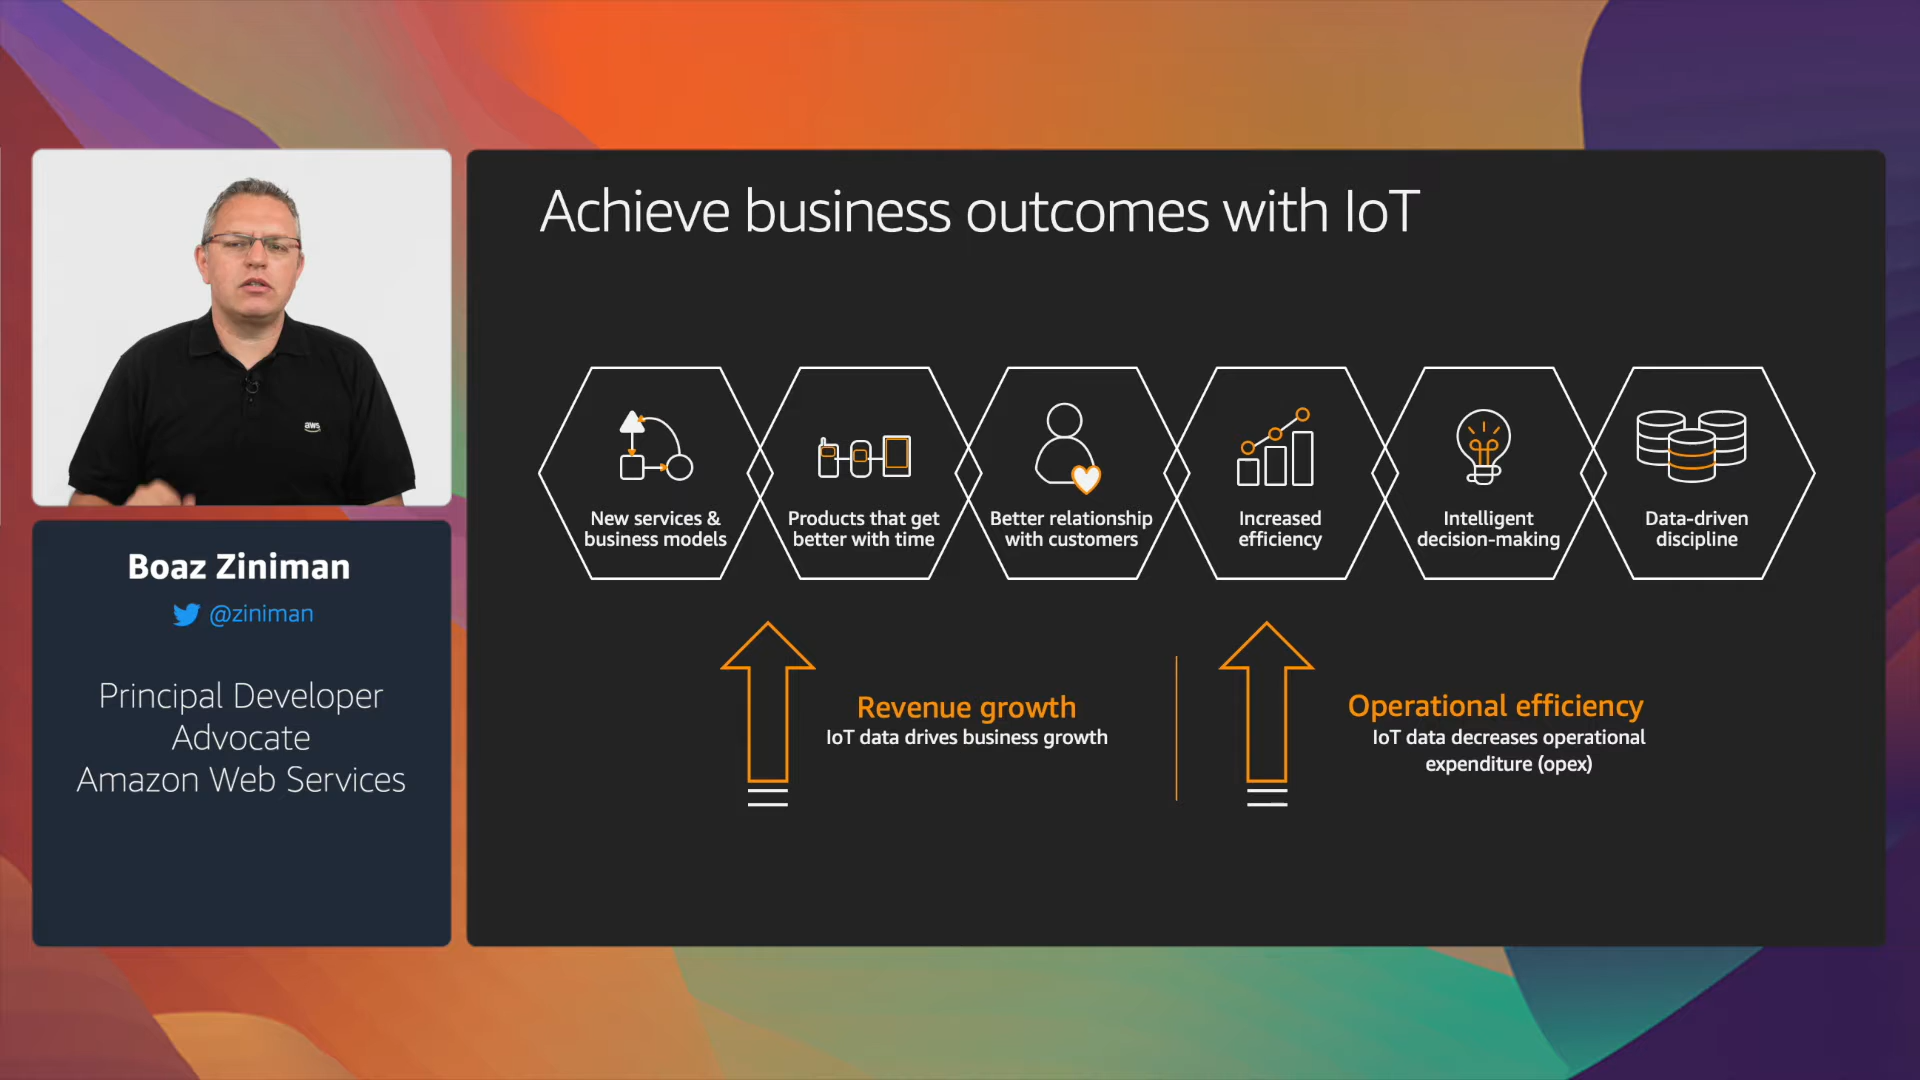 Achieve business outcomes with IoT
aws
New services &
business models
Products that get
better with time
Better relationship
with customers
Increased
efficiency
Intelligent
decision-making
Data-driven
discipline
Boaz Ziniman
@ziniman
Principal Developer
Advocate
Amazon Web Services
Revenue growth
IoT data drives business growth
Operational efficiency
IoT data decreases operational
expenditure (opex)